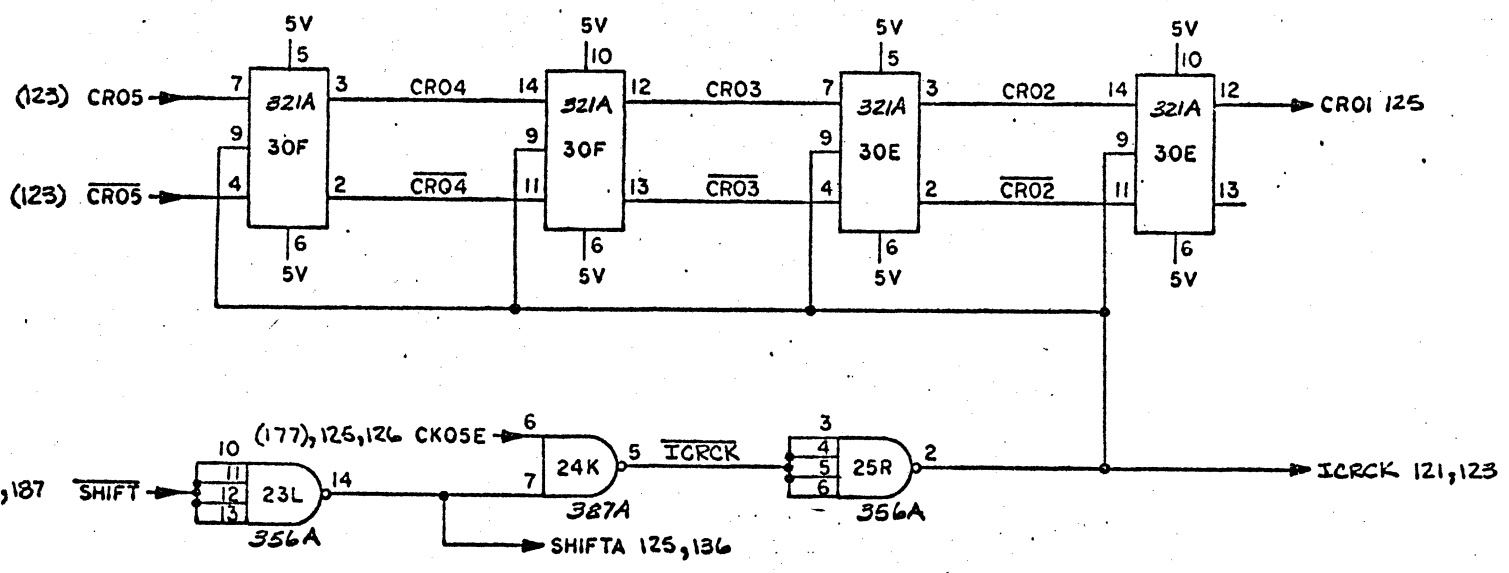 5V 5V 5V 5V
5 10 5 10
(123) CR05 7 321A 3 CR04 14 321A 12 CR03 7 321A 3 CR02 14 321A 12 CR01 125
9 30F 9 30F 9 30E 9 30E
(123) CR05 4 2 CR04 11 13 CR03 4 2 CR02 11 13
6 6 6 6
5V 5V 5V 5V
(177),125,126 CK05E 6 24K 5 ICRCK 3 4 5 6 25R 2 ICRCK 121,123
,187 SHIFT 10 11 12 13 23L 14 7
356A 387A 356A
SHIFTA 125,136